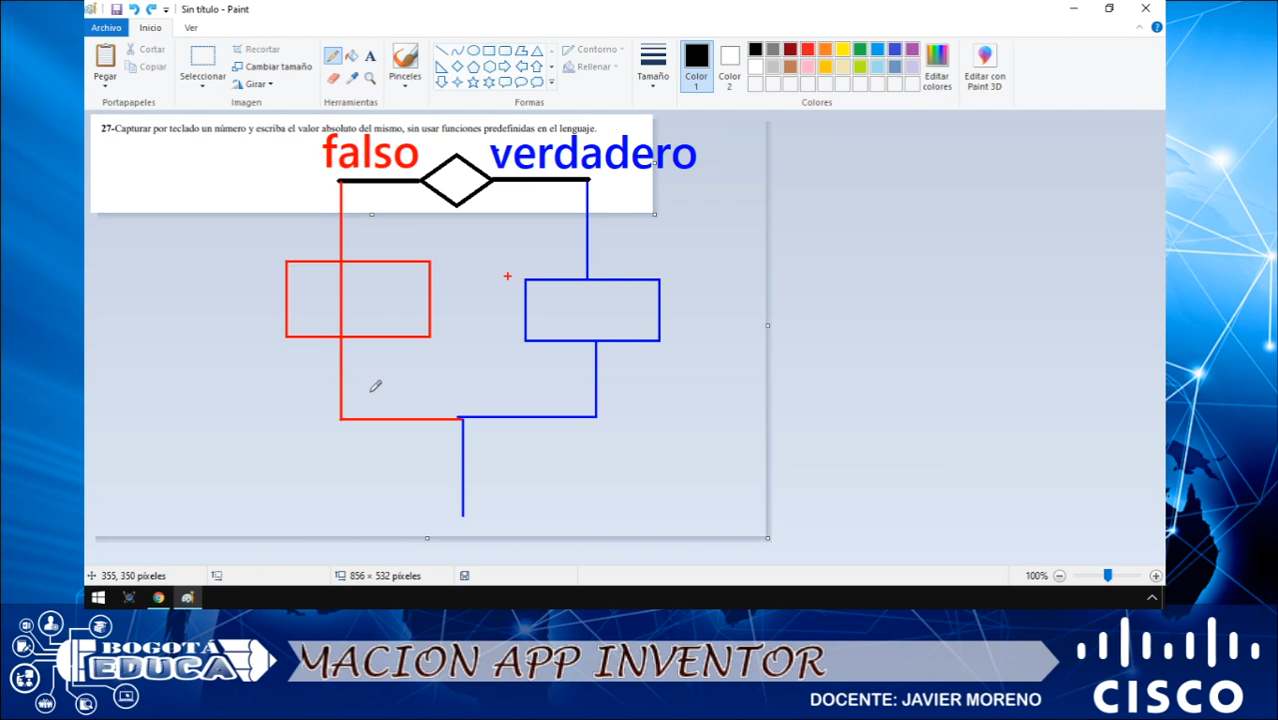 Sin título - Paint
Archivo
Inicio
Ver
Pegar
Cortar
Copiar
Portapapeles
Seleccionar
Recortar
Cambiar tamaño
Girar
Imagen
A
Herramientas
Pinceles
Contorno
Rellenar
Formas
Tamaño
Color
1
Color
2
Editar
colores
Colores
Editar con
Paint 3D
27-Capturar por teclado un número y escriba el valor absoluto del mismo, sin usar funciones predefinidas en el lenguaje.
falso
verdadero
355, 350 píxeles
856 × 532 píxeles
100%
BOGOTÁ
EDUCA
MACION APP INVENTOR
DOCENTE: JAVIER MORENO
CISCO